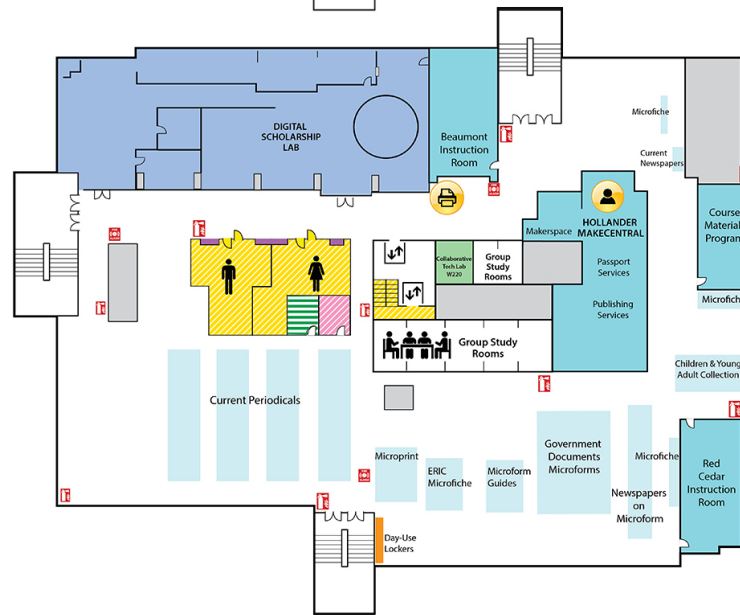 DIGITAL
SCHOLARSHIP
LAB
Beaumont
Instruction
Room
Microfiche
Current
Newspapers
Course
Material
Program
Makespace
HOLLANDER
MAKECENTRAL
Passport
Services
Publishing
Services
Collaborative
Tech Lab
W220
Group
Study
Rooms
Microfich
Group Study
Rooms
Children & Young
Adult Collection
Current Periodicals
Microprint
ERIC
Microfiche
Microform
Guides
Government
Documents
Microforms
Microfiche
Newspapers
on
Microform
Red
Cedar
Instruction
Room
Day-Use
Lockers